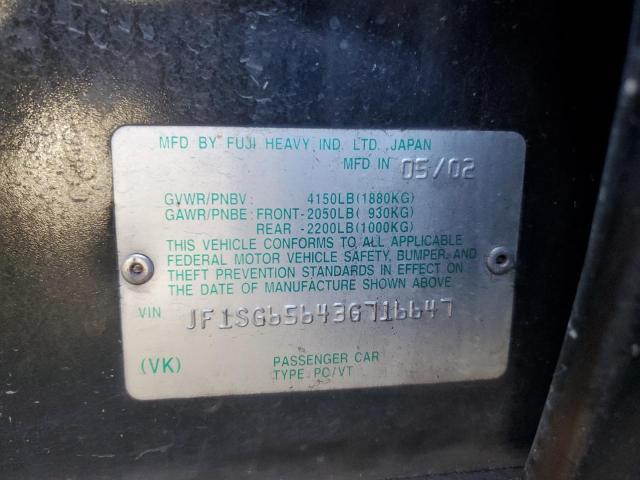 MFD BY FUJI HEAVY IND. LTD. JAPAN
MFD IN 05/02
GVWR/PNBV : 4150LB(1880KG)
GAWR/PNBE : FRONT-2050LB( 930KG)
REAR -2200LB(1000KG)
THIS VEHICLE CONFORMS TO ALL APPLICABLE
FEDERAL MOTOR VEHICLE SAFETY, BUMPER, AND
THEFT PREVENTION STANDARDS IN EFFECT ON
THE DATE OF MANUFACTURE SHOWN ABOVE.
VIN JF1SG65643G716647
(VK) PASSENGER CAR
TYPE PC/VT